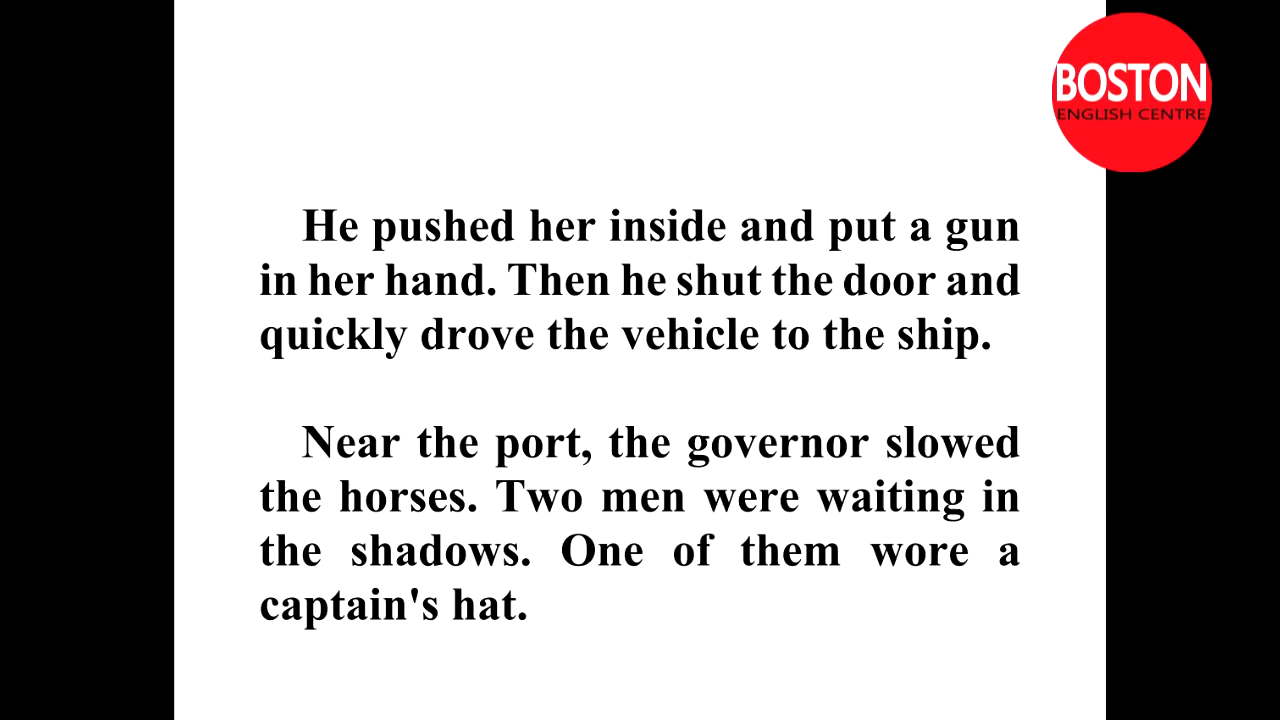 BOSTON
ENGLISH CENTRE
He pushed her inside and put a gun
in her hand. Then he shut the door and
quickly drove the vehicle to the ship.
Near the port, the governor slowed
the horses. Two men were waiting in
the shadows. One of them wore a
captain's hat.